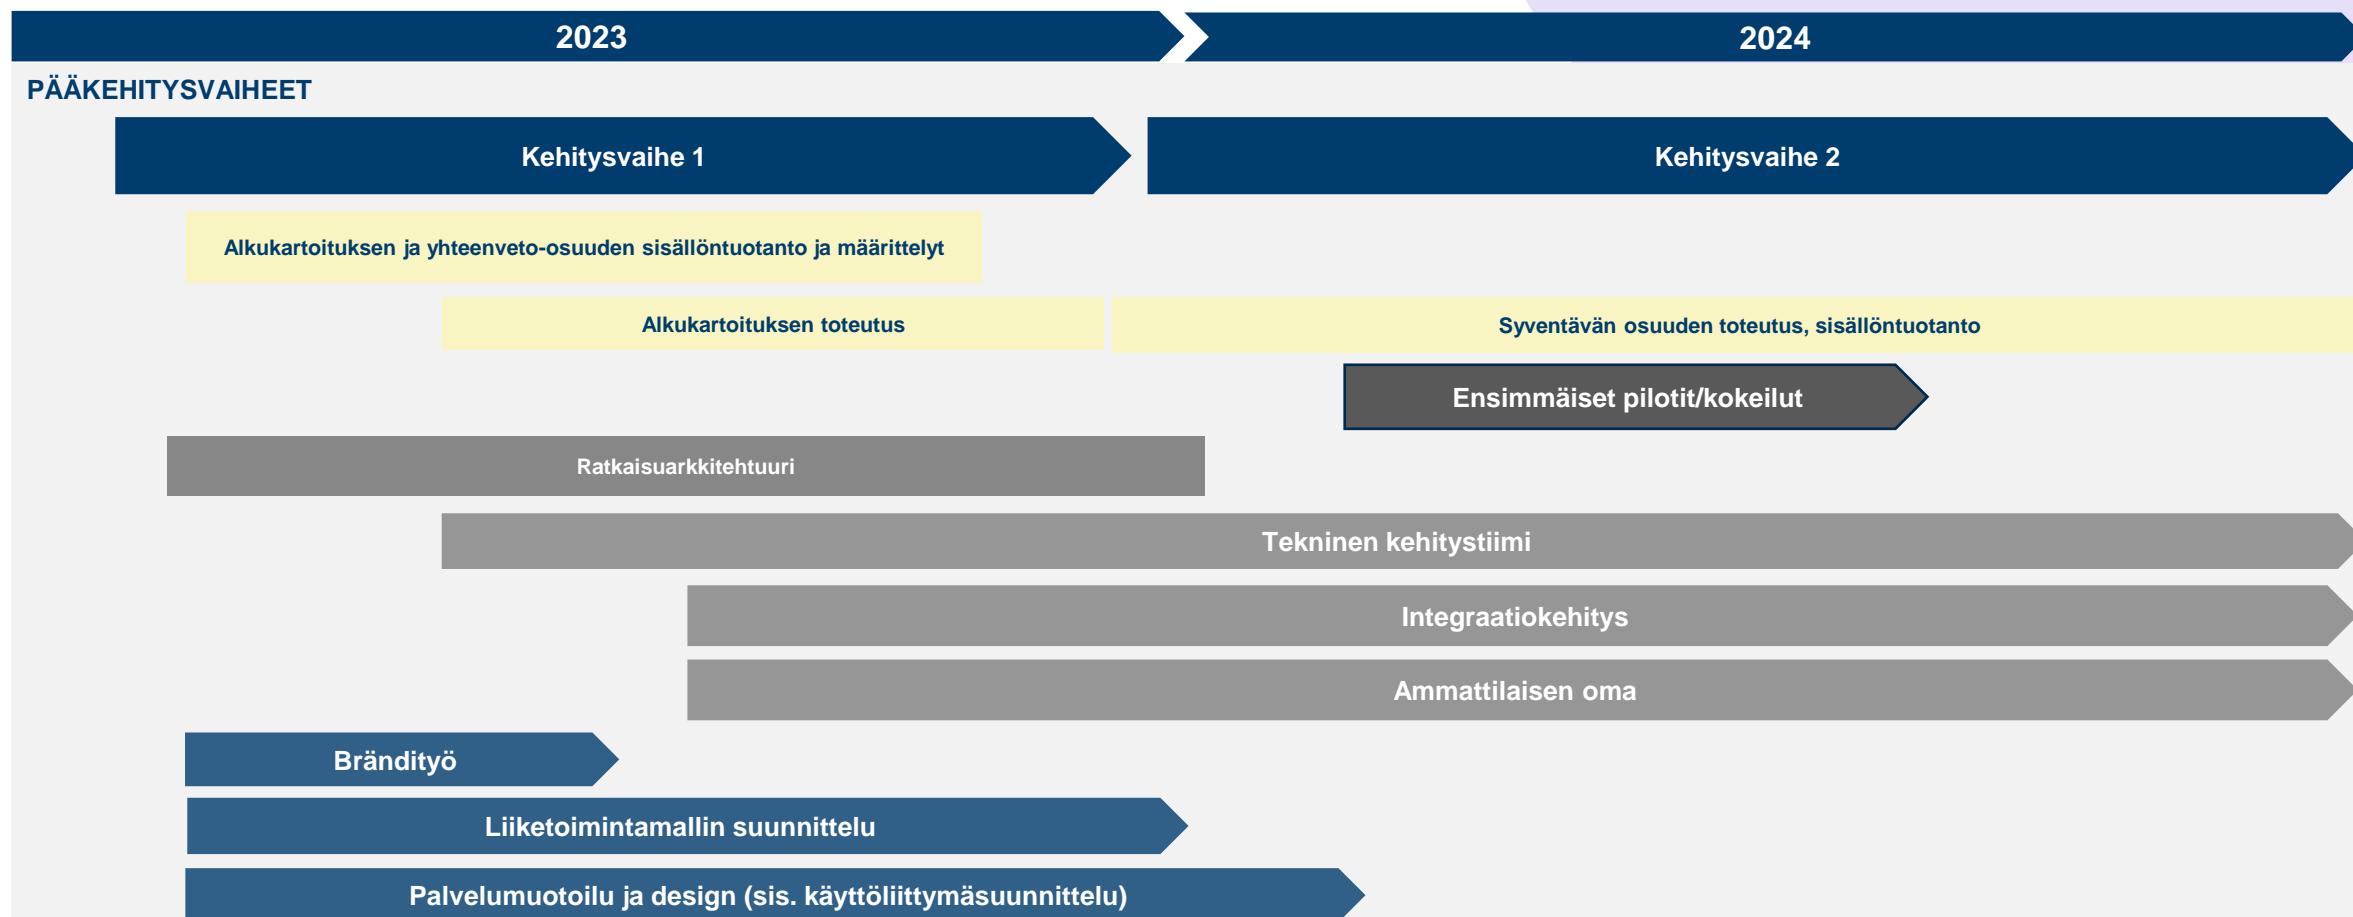 2023
2024
PÄÄKEHITYSVAIHEET
Kehitysvaihe 1
Kehitysvaihe 2
Alkukartoituksen ja yhteenveto-osuuden sisällöntuotanto ja määrittelyt
Alkukartoituksen toteutus
Syventävän osuuden toteutus, sisällöntuotanto
Ensimmäiset pilotit/kokeilut
Ratkaisuarkkitehtuuri
Tekninen kehitystiimi
Integraatiokehitys
Ammattilaisen oma
Brändityö
Liiketoimintamallin suunnittelu
Palvelumuotoilu ja design (sis. käyttöliittymäsuunnittelu)